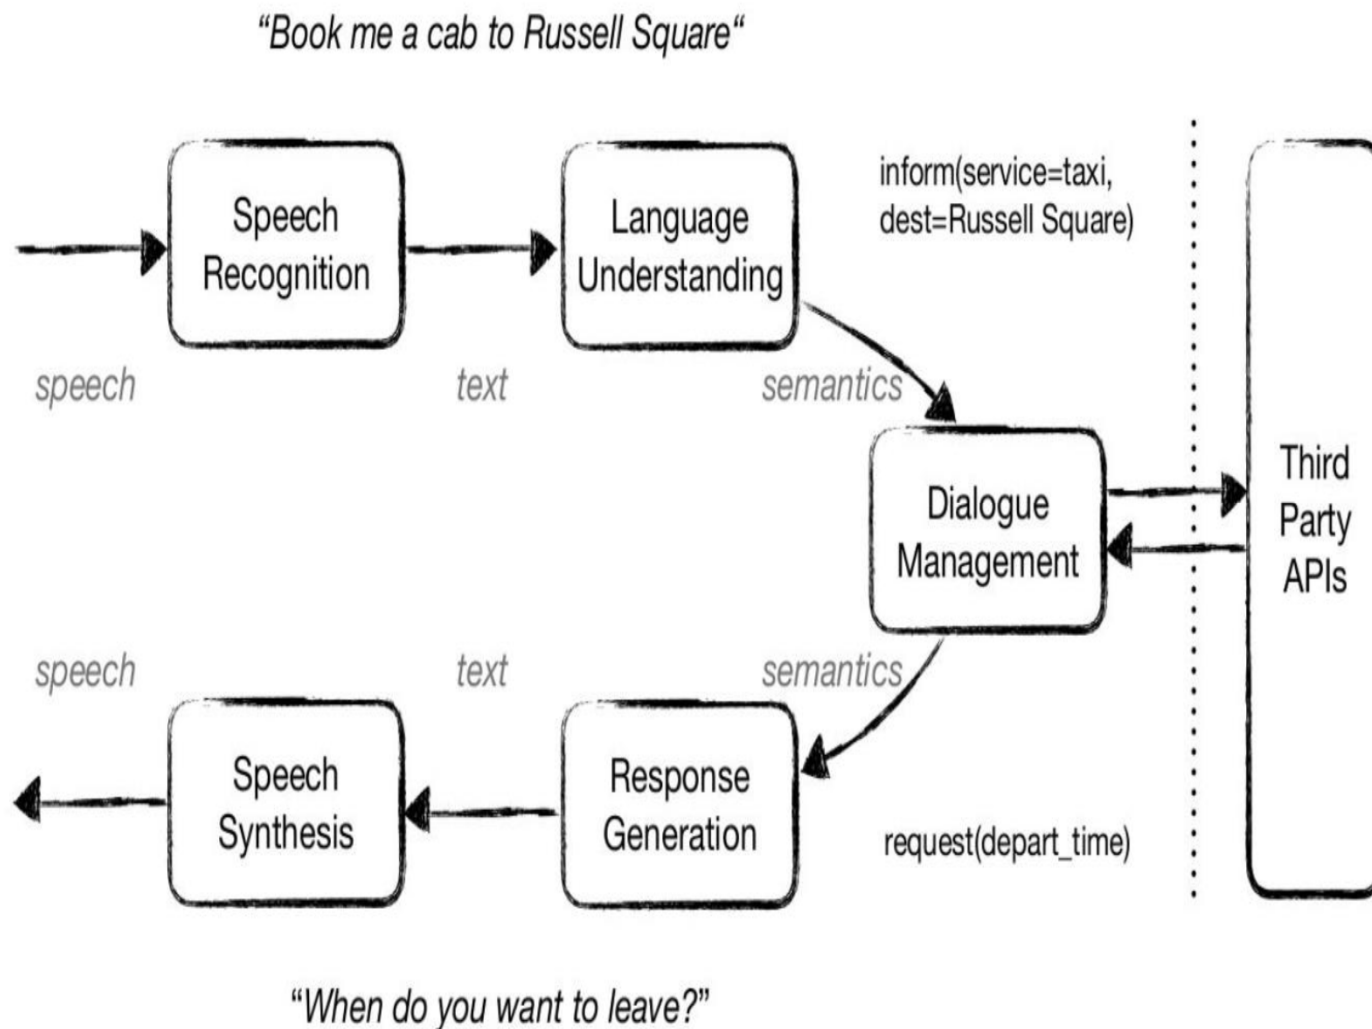 “Book me a cab to Russell Square“
Speech
Recognition
Language
Understanding
inform(service=taxi,
dest=Russell Square)
speech
text
semantics
Dialogue
Management
Third
Party
APIs
speech
text
semantics
Speech
Synthesis
Response
Generation
request(depart_time)
“When do you want to leave?”